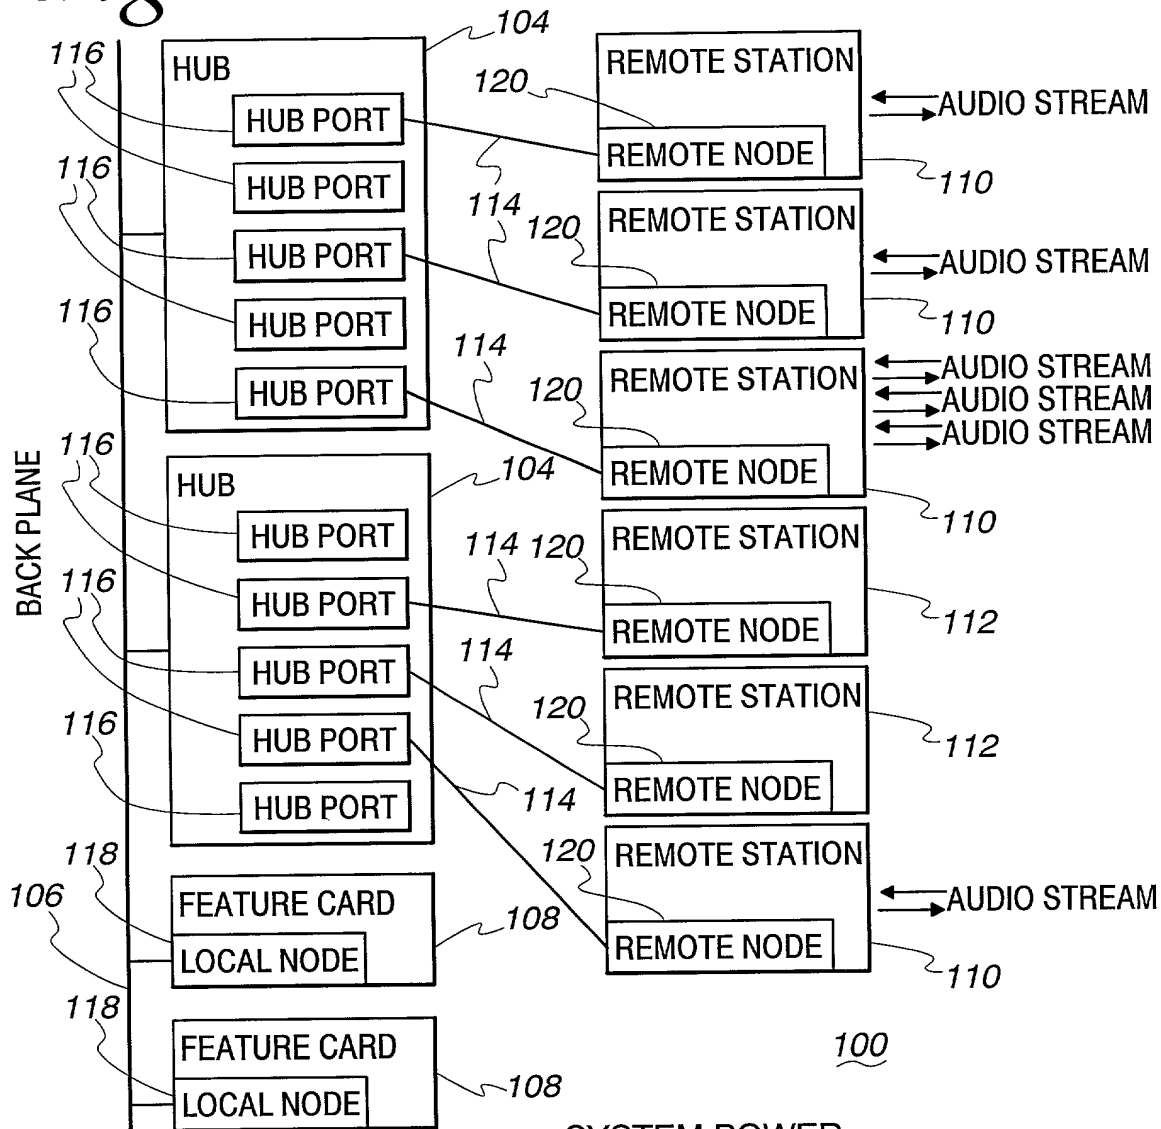 116
HUB
104
HUB PORT
HUB PORT
116
HUB PORT
HUB PORT
116
HUB PORT
114
114
114
REMOTE STATION
120
REMOTE NODE
110
AUDIO STREAM
REMOTE STATION
120
REMOTE NODE
110
AUDIO STREAM
REMOTE STATION
120
REMOTE NODE
110
AUDIO STREAM
AUDIO STREAM
AUDIO STREAM
BACK PLANE
116
HUB
104
HUB PORT
HUB PORT
116
HUB PORT
HUB PORT
116
HUB PORT
114
114
114
REMOTE STATION
120
REMOTE NODE
112
REMOTE STATION
120
REMOTE NODE
112
REMOTE STATION
120
REMOTE NODE
110
AUDIO STREAM
118
106
FEATURE CARD
LOCAL NODE
108
118
FEATURE CARD
LOCAL NODE
108
100
SYSTEM POWER